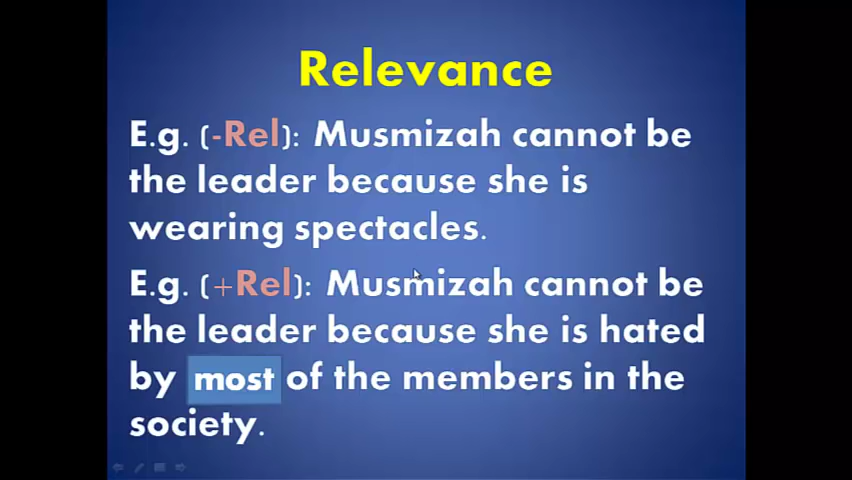 Relevance
E.g. (-Rel): Musmizah cannot be
the leader because she is
wearing spectacles.
E.g. (+Rel): Musmizah cannot be
the leader because she is hated
by most of the members in the
society.